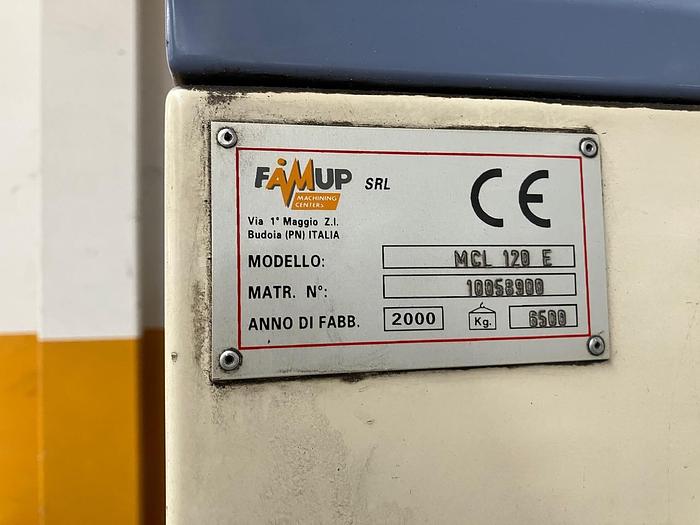 FAMUP SRL
MACHINING
CENTERS
CE
Via 1° Maggio Z.I.
Budoia (PN) ITALIA
MODELLO: MCL 120 E
MATR. N°: 10058900
ANNO DI FABB. 2000 Kg. 6500